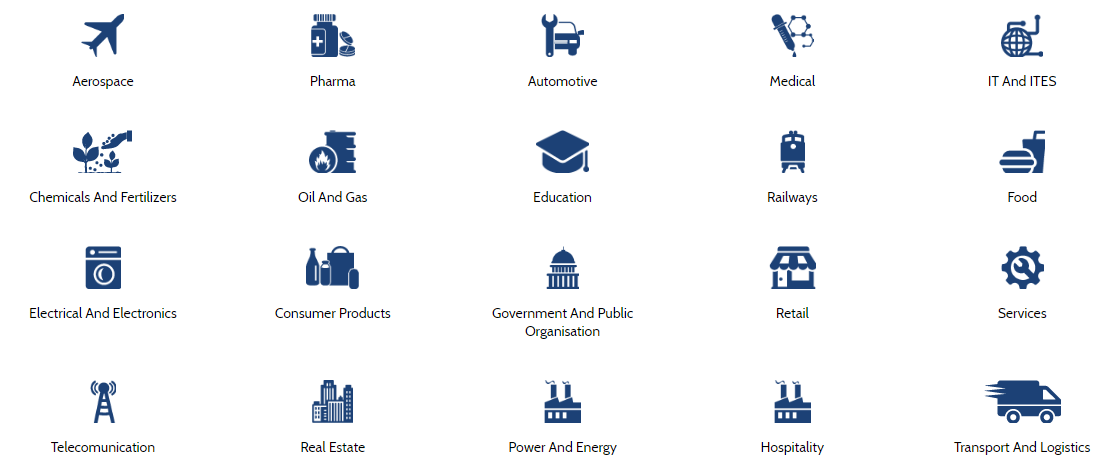 Aerospace
Pharma
Automotive
Medical
IT And ITES
Chemicals And Fertilizers
Oil And Gas
Education
Railways
Food
Electrical And Electronics
Consumer Products
Government And Public
Organisation
Retail
Services
Telecomunication
Real Estate
Power And Energy
Hospitality
Transport And Logistics